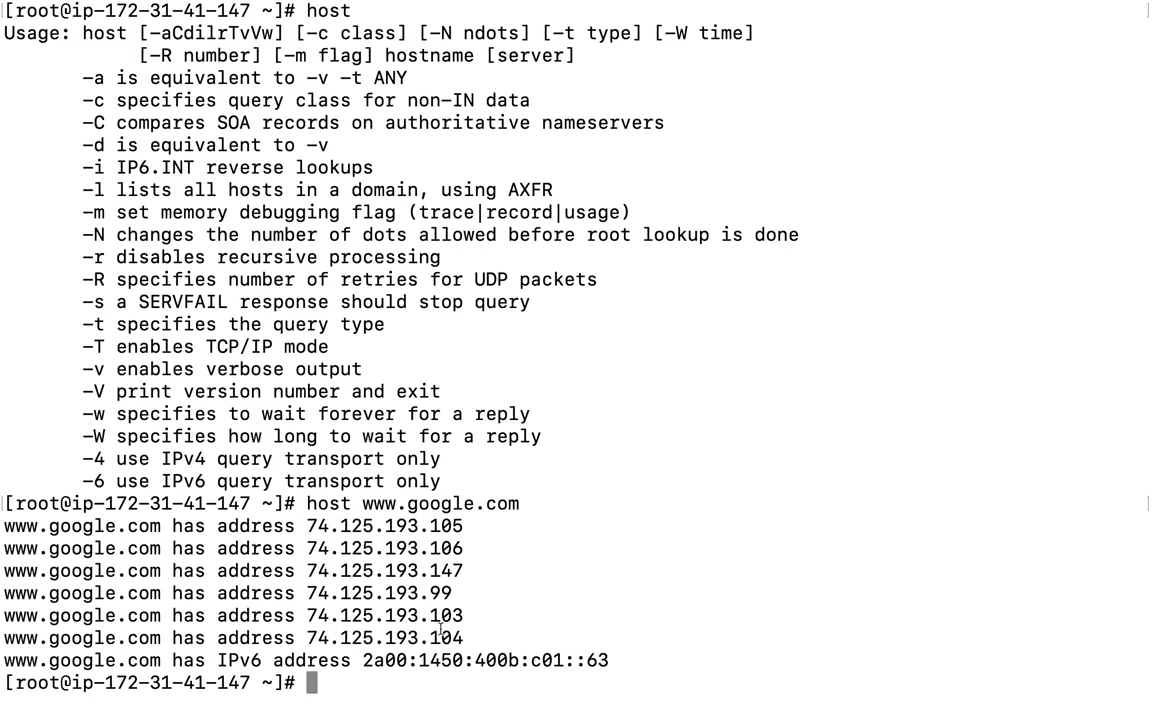 [root@ip-172-31-41-147 ~]# host
Usage: host [-aCdilrTvVw] [-c class] [-N ndots] [-t type] [-W time]
            [-R number] [-m flag] hostname [server]
       -a is equivalent to -v -t ANY
       -c specifies query class for non-IN data
       -C compares SOA records on authoritative nameservers
       -d is equivalent to -v
       -i IP6.INT reverse lookups
       -l lists all hosts in a domain, using AXFR
       -m set memory debugging flag (trace|record|usage)
       -N changes the number of dots allowed before root lookup is done
       -r disables recursive processing
       -R specifies number of retries for UDP packets
       -s a SERVFAIL response should stop query
       -t specifies the query type
       -T enables TCP/IP mode
       -v enables verbose output
       -V print version number and exit
       -w specifies to wait forever for a reply
       -W specifies how long to wait for a reply
       -4 use IPv4 query transport only
       -6 use IPv6 query transport only
[root@ip-172-31-41-147 ~]# host www.google.com
www.google.com has address 74.125.193.105
www.google.com has address 74.125.193.106
www.google.com has address 74.125.193.147
www.google.com has address 74.125.193.99
www.google.com has address 74.125.193.103
www.google.com has address 74.125.193.104
www.google.com has IPv6 address 2a00:1450:400b:c01::63
[root@ip-172-31-41-147 ~]#